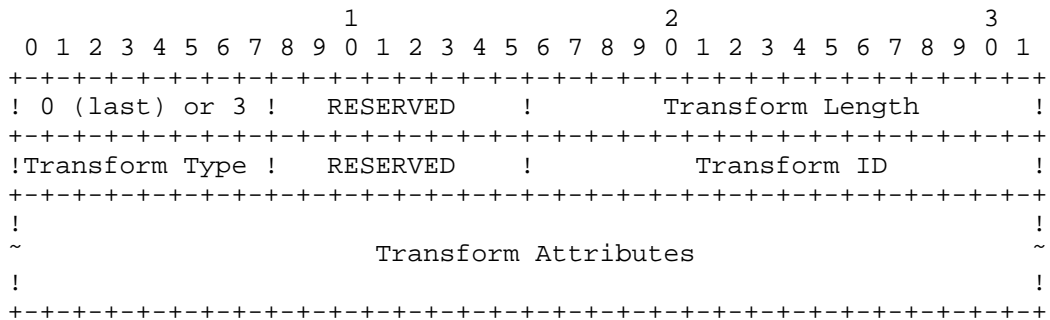 1                   2                   3
 0 1 2 3 4 5 6 7 8 9 0 1 2 3 4 5 6 7 8 9 0 1 2 3 4 5 6 7 8 9 0 1
+-+-+-+-+-+-+-+-+-+-+-+-+-+-+-+-+-+-+-+-+-+-+-+-+-+-+-+-+-+-+-+-+
! 0 (last) or 3 !   RESERVED    !        Transform Length       !
+-+-+-+-+-+-+-+-+-+-+-+-+-+-+-+-+-+-+-+-+-+-+-+-+-+-+-+-+-+-+-+-+
!Transform Type !   RESERVED    !          Transform ID         !
+-+-+-+-+-+-+-+-+-+-+-+-+-+-+-+-+-+-+-+-+-+-+-+-+-+-+-+-+-+-+-+-+
!                                                               !
~                      Transform Attributes                     ~
!                                                               !
+-+-+-+-+-+-+-+-+-+-+-+-+-+-+-+-+-+-+-+-+-+-+-+-+-+-+-+-+-+-+-+-+